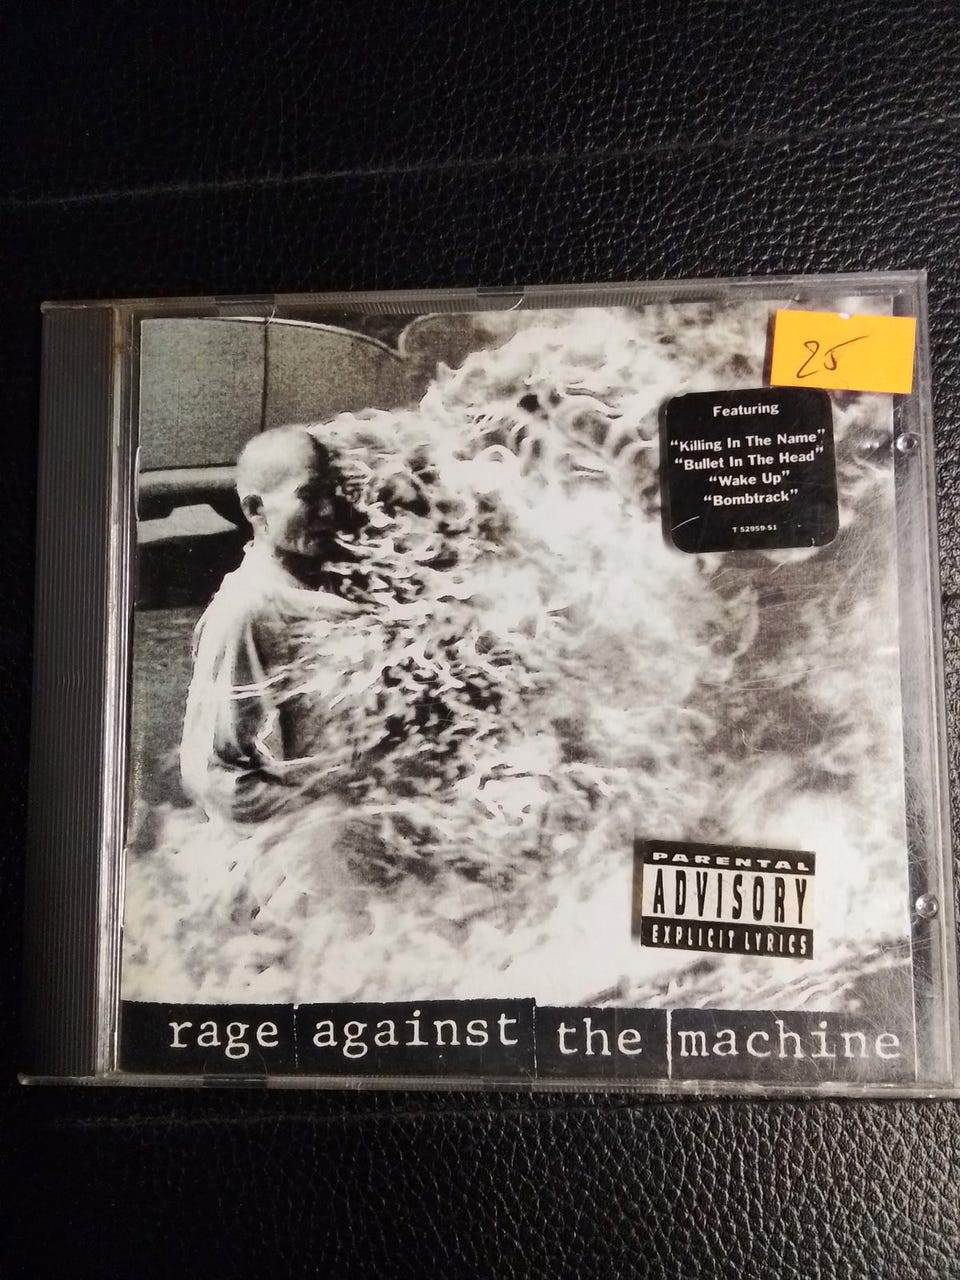 25
Featuring
"Killing In The Name"
"Bullet In The Head"
"Wake Up"
"Bombtrack"
T 52959-S1
PARENTAL
ADVISORY
EXPLICIT LYRICS
rage against the machine